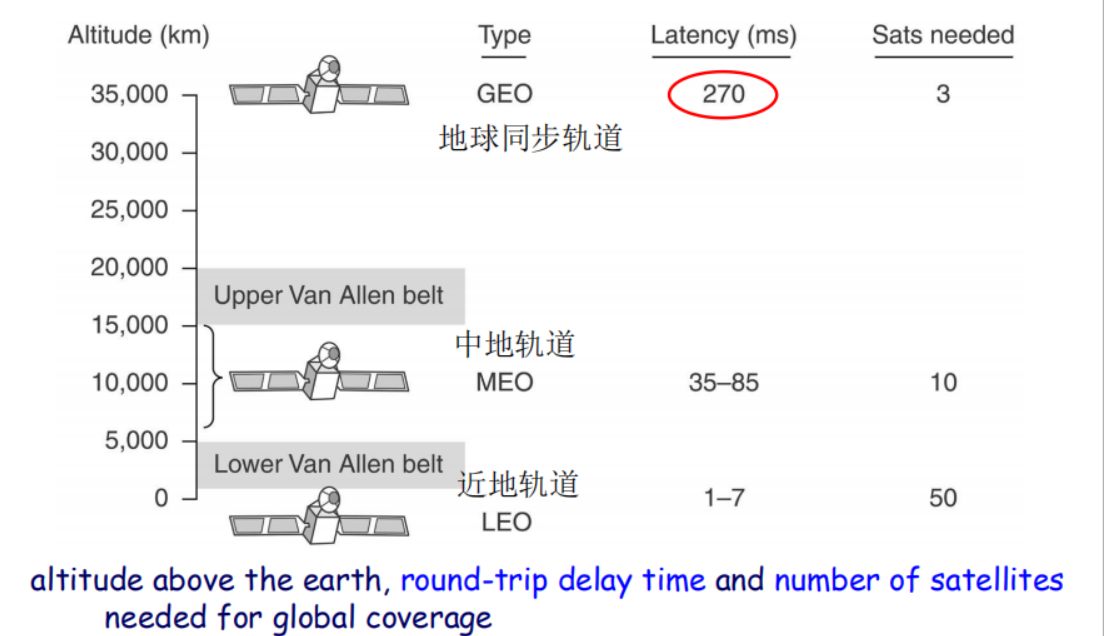 Altitude (km) Type Latency (ms) Sats needed
35,000 GEO 270 3
地球同步轨道
30,000
25,000
20,000
Upper Van Allen belt
15,000
中地轨道
10,000 MEO 35–85 10
5,000
Lower Van Allen belt
近地轨道
0 1–7 50
LEO
altitude above the earth, round-trip delay time and number of satellites
needed for global coverage